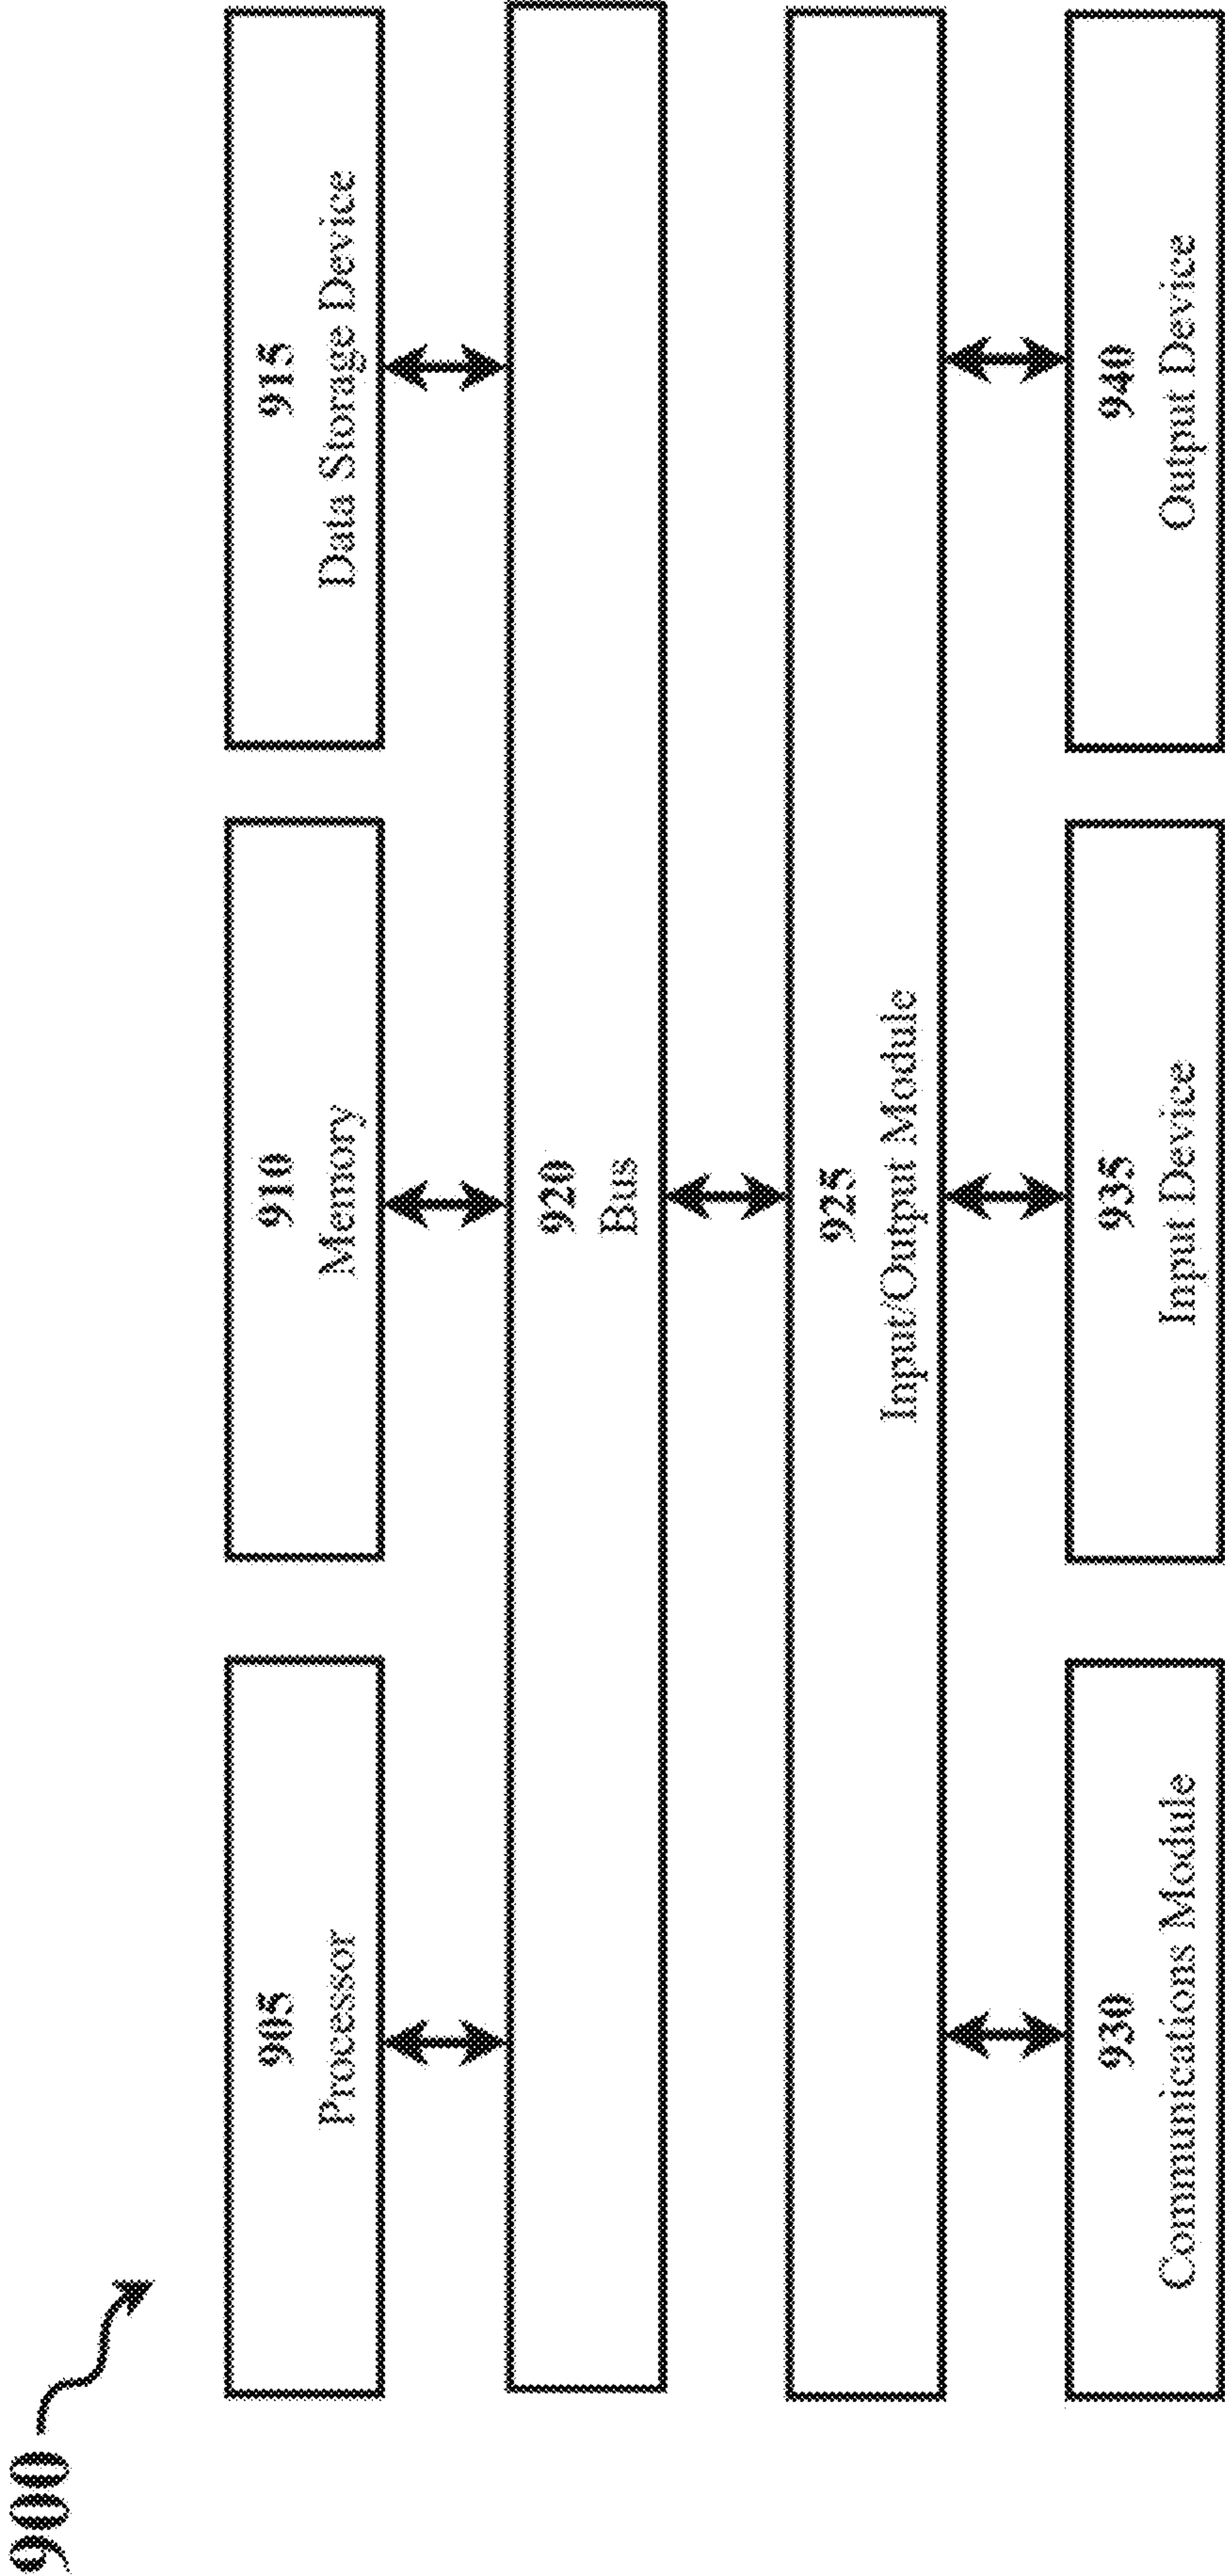 900
905
Processor
910
Memory
915
Data Storage Device
920
Bus
925
Input/Output Module
930
Communications Module
935
Input Device
940
Output Device